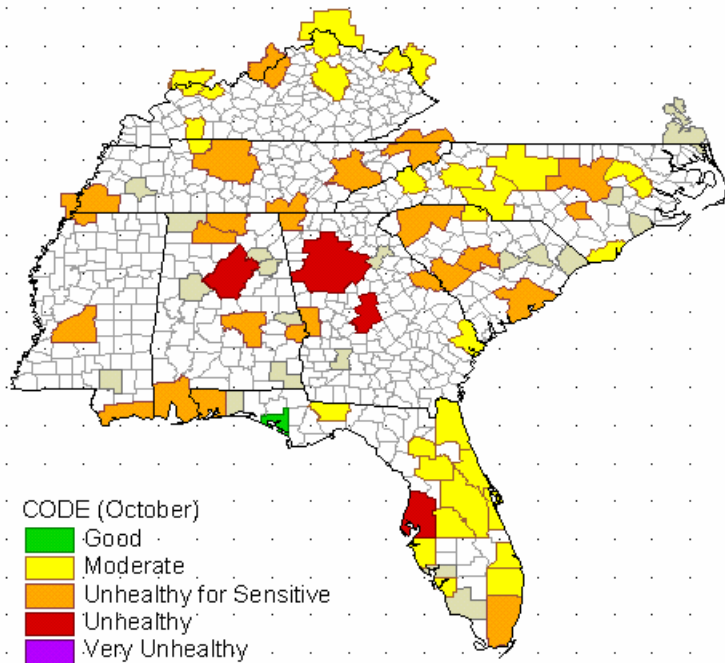 CODE (October)
Good
Moderate
Unhealthy for Sensitive
Unhealthy
Very Unhealthy